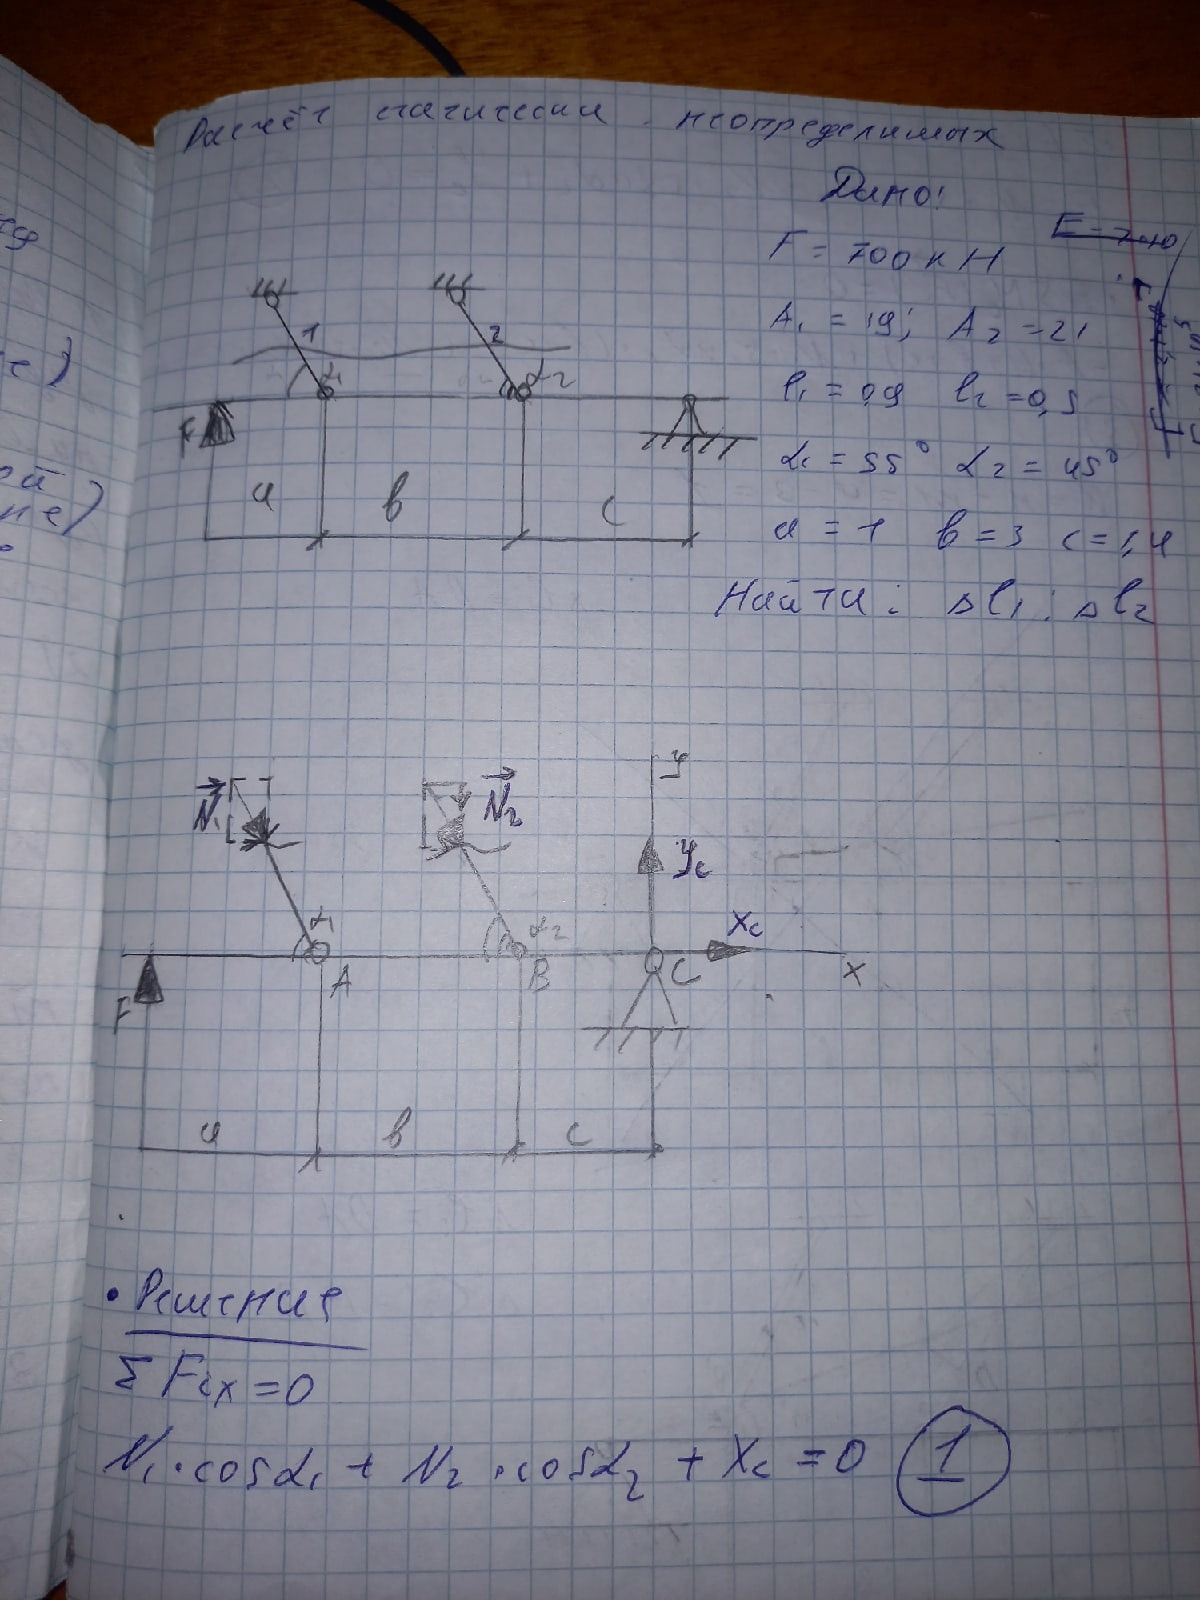 Расчёт статически неопределимых
Дано:
F = 700 кН
A₁ = 19; A₂ = 21
l₁ = 0,9 l₂ = 0,5
α₁ = 55° α₂ = 45°
a = 1 b = 3 c = 1,4
Найти: Δl₁; Δl₂
1 2
α₁ α₂
F
a b c
N₁ N₂ y
yc
α₁ α₂ Xc
A B C x
F
a b c
• Решение
ΣFix = 0
N₁·cosα₁ + N₂·cosα₂ + Xc = 0 1